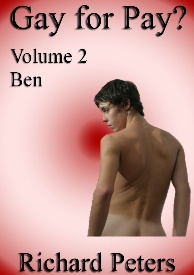 Gay for Pay?
Volume 2
Ben
Richard Peters